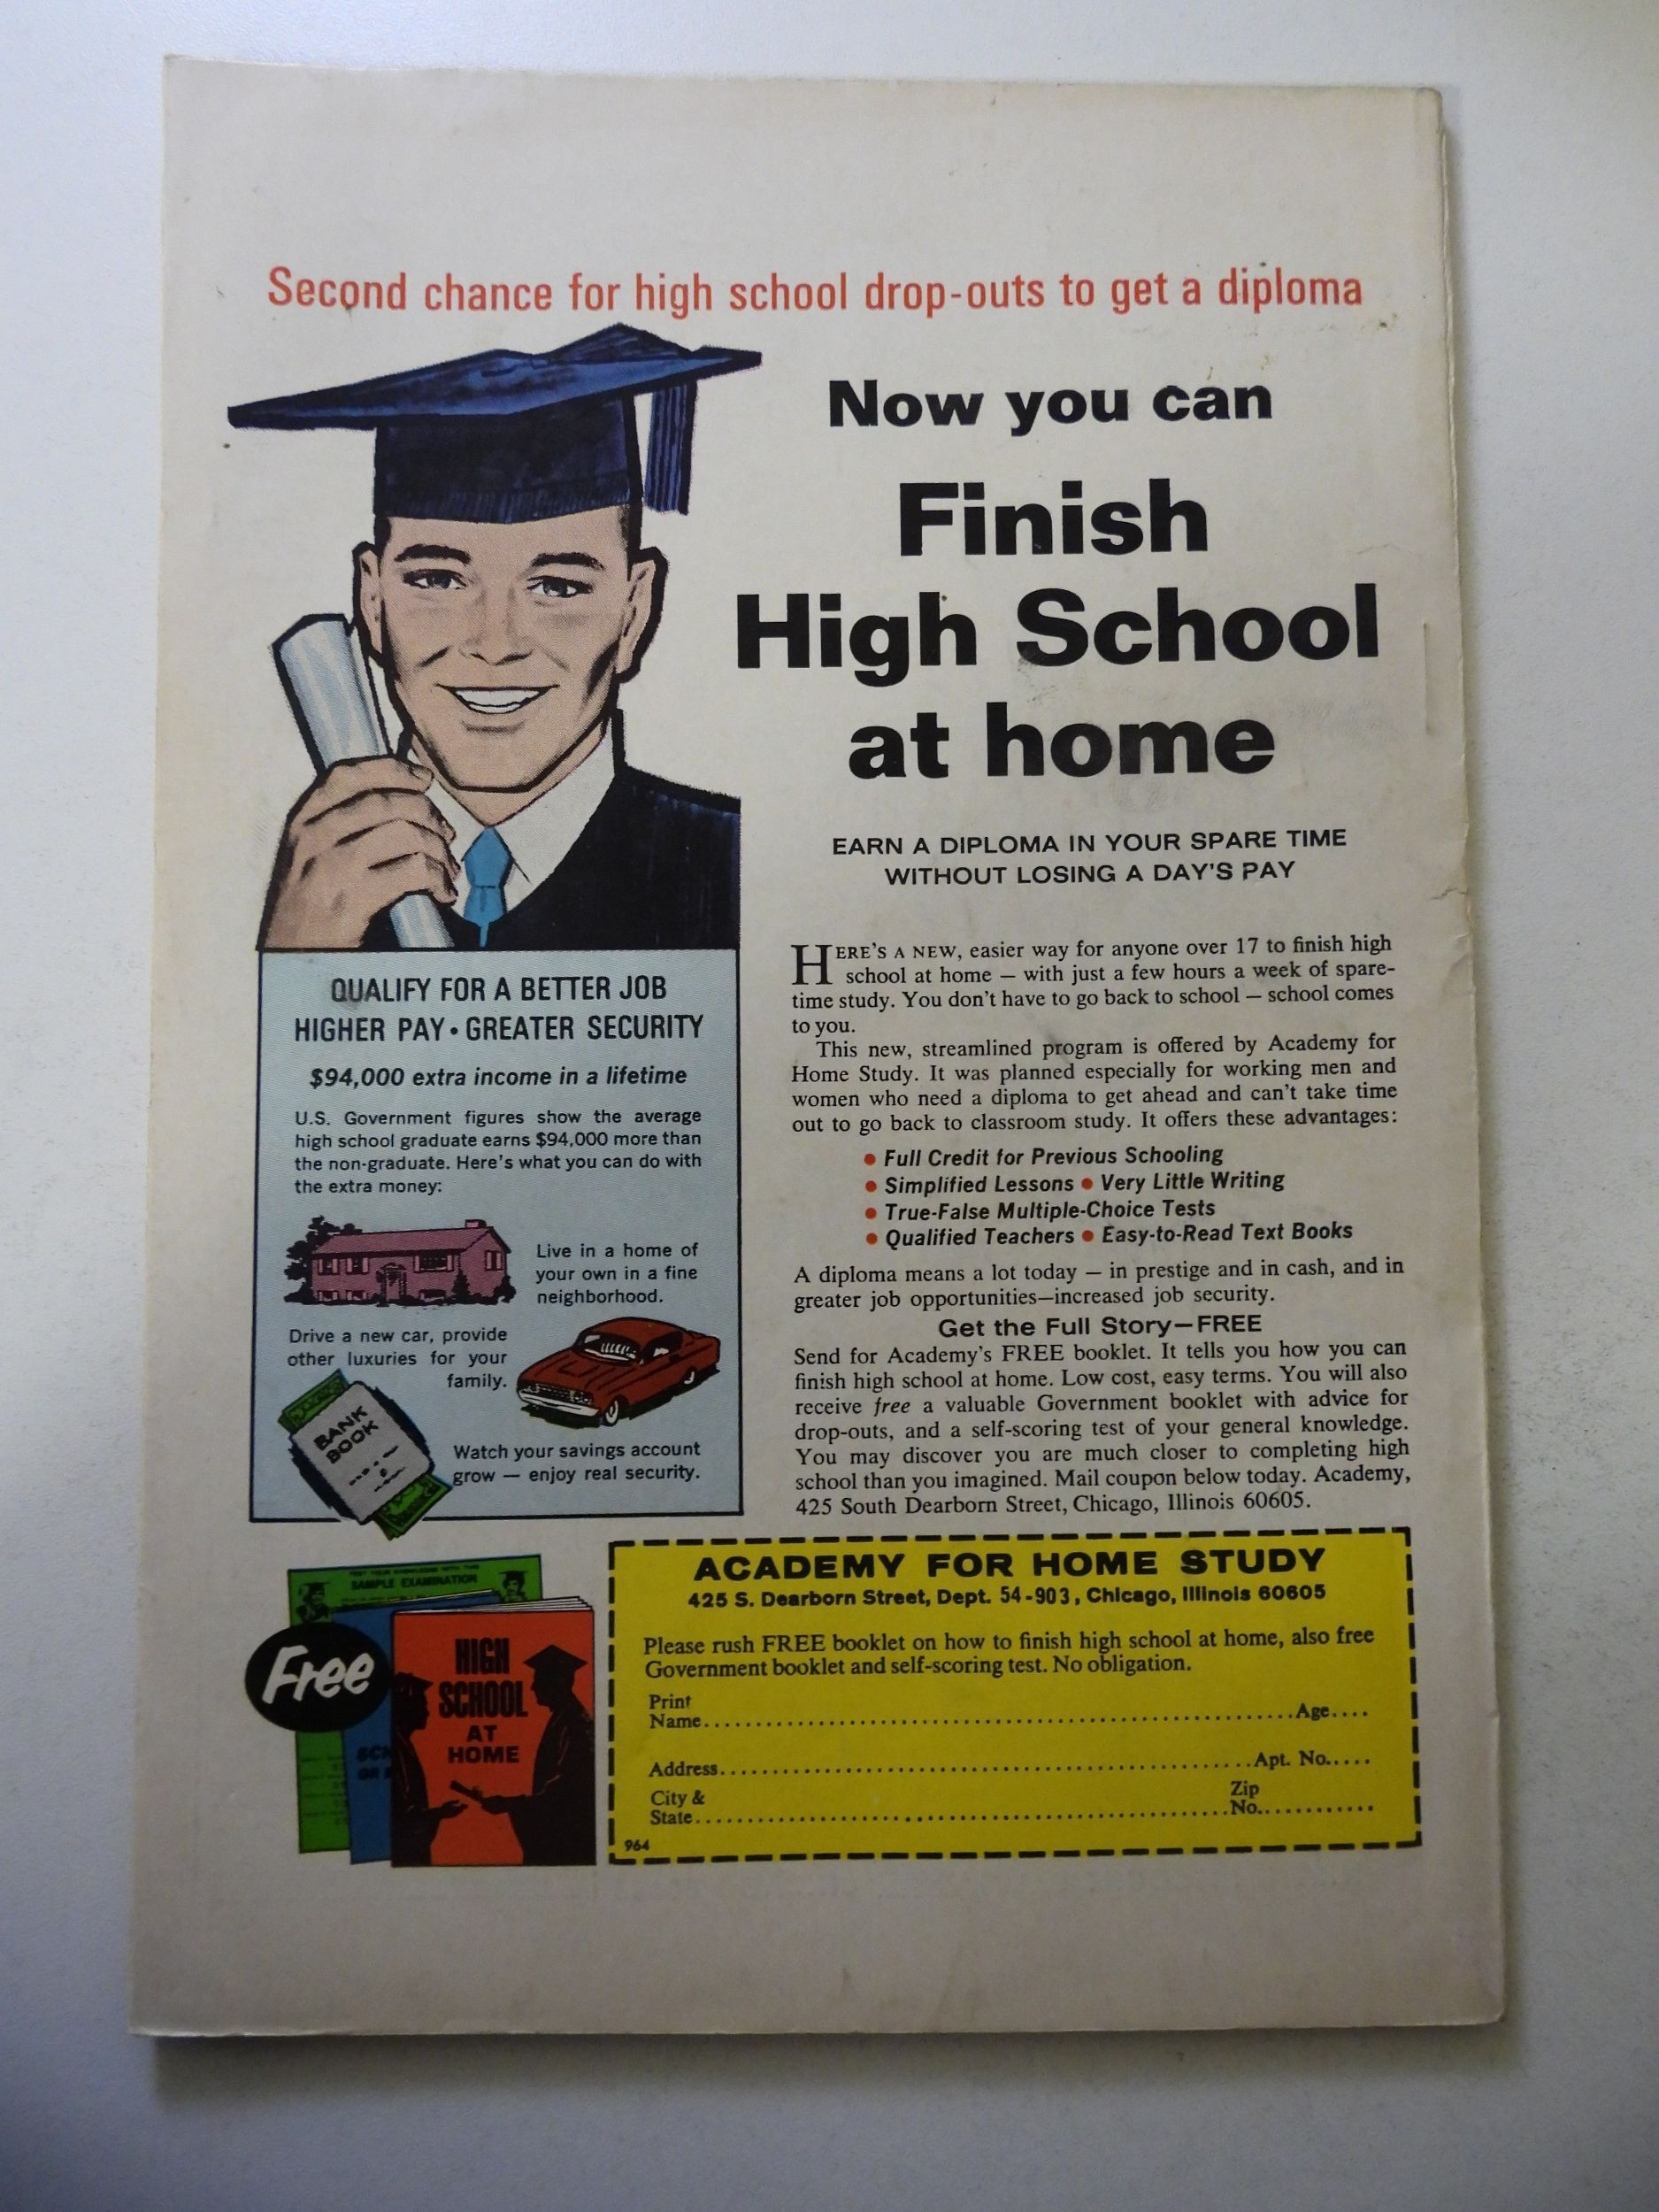 Second chance for high school drop-outs to get a diploma
Now you can
Finish
High School
at home
EARN A DIPLOMA IN YOUR SPARE TIME
WITHOUT LOSING A DAY'S PAY
HERE'S A NEW, easier way for anyone over 17 to finish high
school at home — with just a few hours a week of spare-
time study. You don't have to go back to school — school comes
to you.
This new, streamlined program is offered by Academy for
Home Study. It was planned especially for working men and
women who need a diploma to get ahead and can't take time
out to go back to classroom study. It offers these advantages:
• Full Credit for Previous Schooling
• Simplified Lessons • Very Little Writing
• True-False Multiple-Choice Tests
• Qualified Teachers • Easy-to-Read Text Books
A diploma means a lot today — in prestige and in cash, and in
greater job opportunities—increased job security.
Get the Full Story—FREE
Send for Academy's FREE booklet. It tells you how you can
finish high school at home. Low cost, easy terms. You will also
receive free a valuable Government booklet with advice for
drop-outs, and a self-scoring test of your general knowledge.
You may discover you are much closer to completing high
school than you imagined. Mail coupon below today. Academy,
425 South Dearborn Street, Chicago, Illinois 60605.
QUALIFY FOR A BETTER JOB
HIGHER PAY • GREATER SECURITY
$94,000 extra income in a lifetime
U.S. Government figures show the average
high school graduate earns $94,000 more than
the non-graduate. Here's what you can do with
the extra money:
Live in a home of
your own in a fine
neighborhood.
Drive a new car, provide
other luxuries for your
family.
BANK
BOOK
Watch your savings account
grow — enjoy real security.
SAMPLE EXAMINATION
Free
HIGH
SCHOOL
AT
HOME
ACADEMY FOR HOME STUDY
425 S. Dearborn Street, Dept. 54-903, Chicago, Illinois 60605
Please rush FREE booklet on how to finish high school at home, also free
Government booklet and self-scoring test. No obligation.
Print
Name..........Age....
Address..........Apt. No.....
City & Zip
State..........No............
964